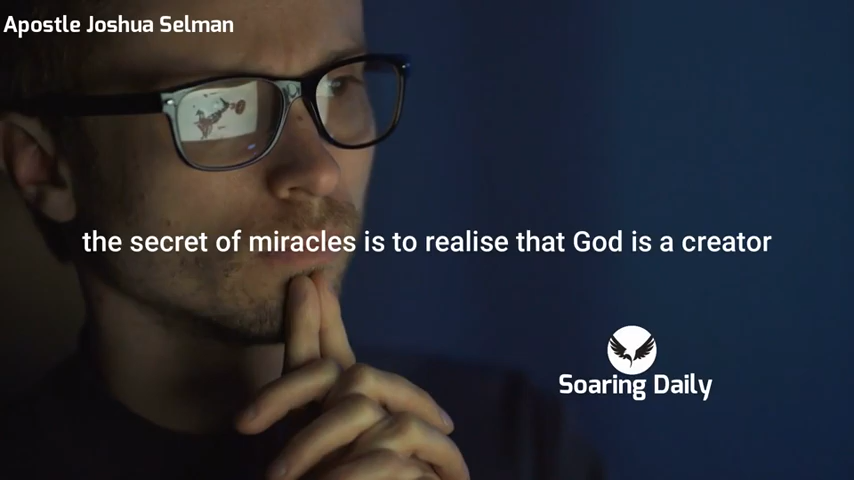 Apostle Joshua Selman
the secret of miracles is to realise that God is a creator
Soaring Daily